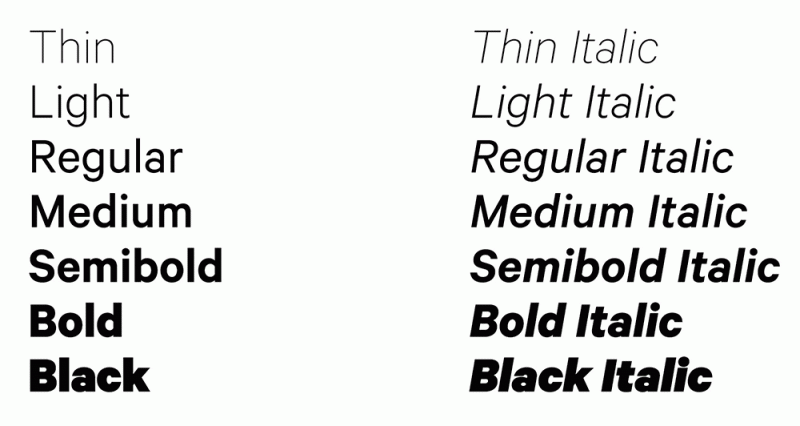 Thin
Light
Regular
Medium
Semibold
Bold
Black
Thin Italic
Light Italic
Regular Italic
Medium Italic
Semibold Italic
Bold Italic
Black Italic